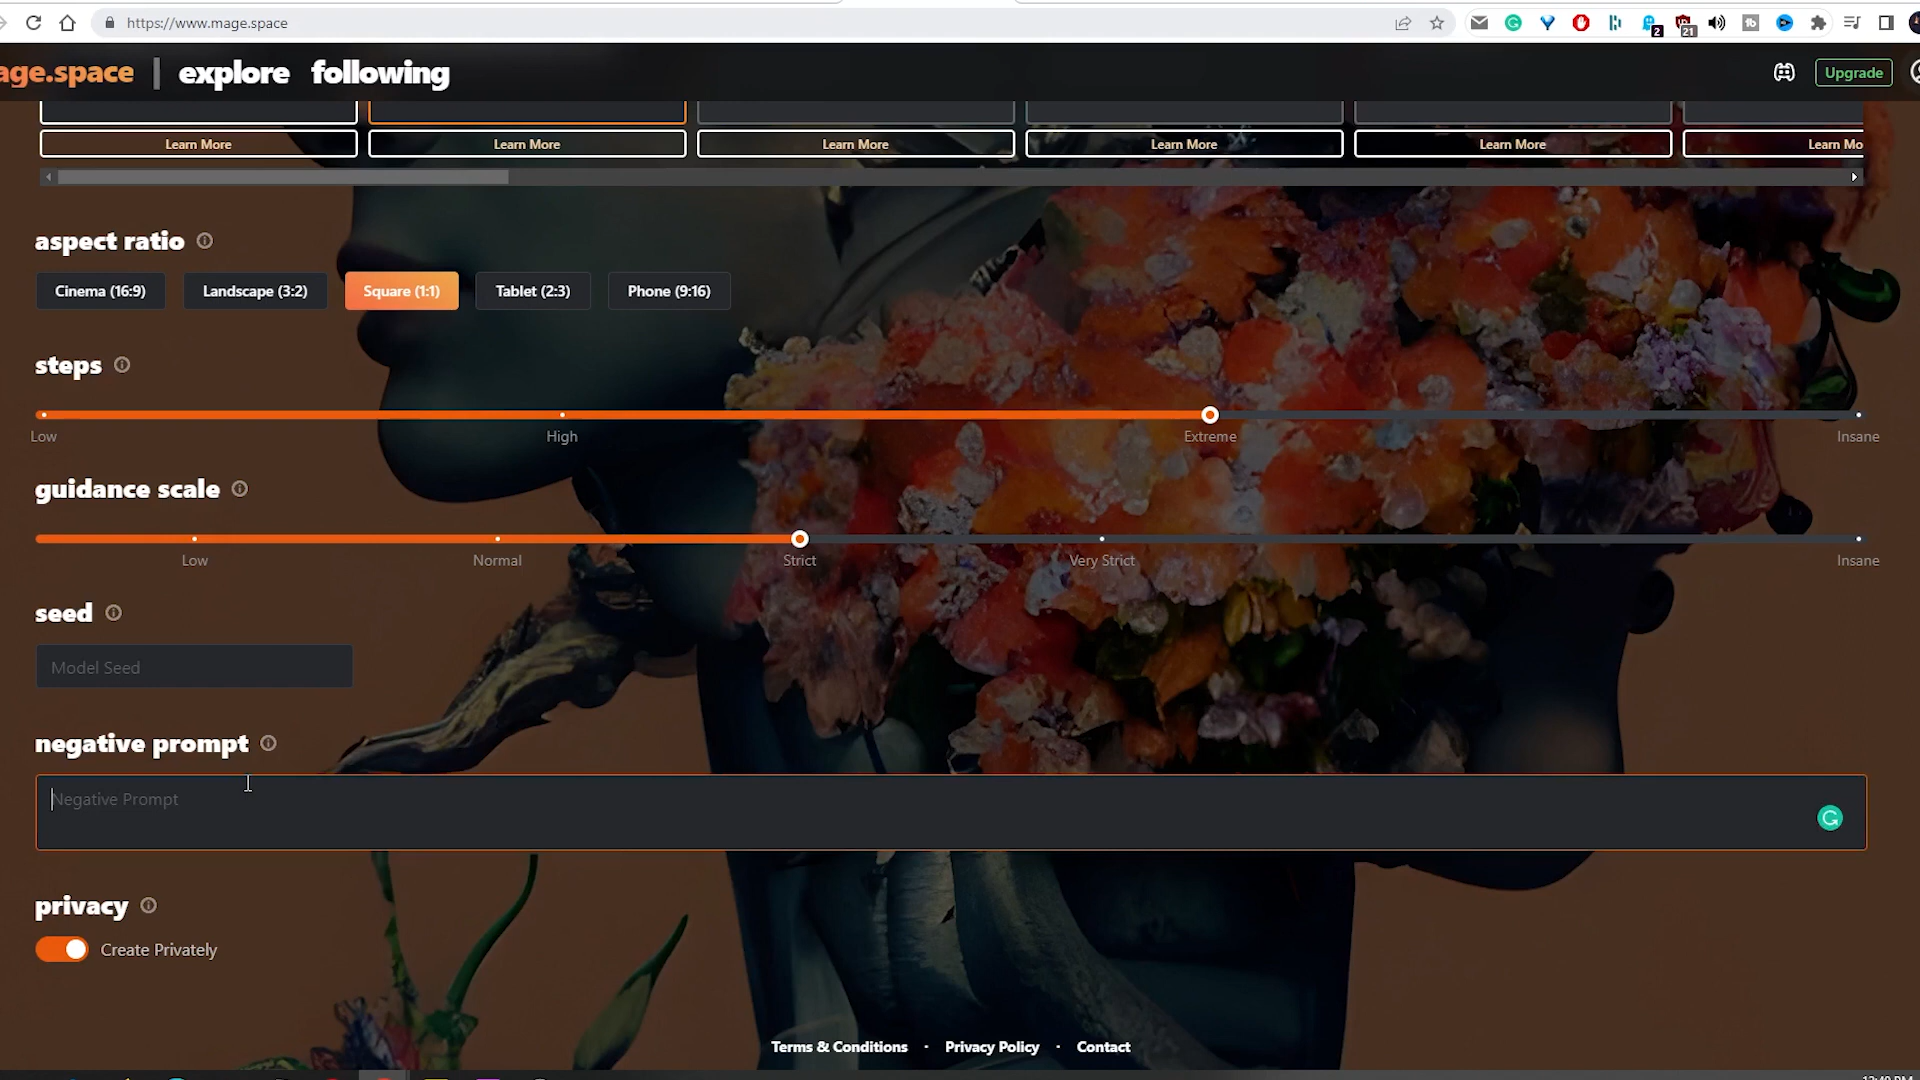 https://www.mage.space
age.space | explore following
Upgrade
2
21
Learn More
Learn More
Learn More
Learn More
Learn More
Learn Mo
aspect ratio
Cinema (16:9)
Landscape (3:2)
Square (1:1)
Tablet (2:3)
Phone (9:16)
steps
Low
High
Extreme
Insane
guidance scale
Low
Normal
Strict
Very Strict
Insane
seed
Model Seed
negative prompt
Negative Prompt
privacy
Create Privately
Terms & Conditions · Privacy Policy · Contact